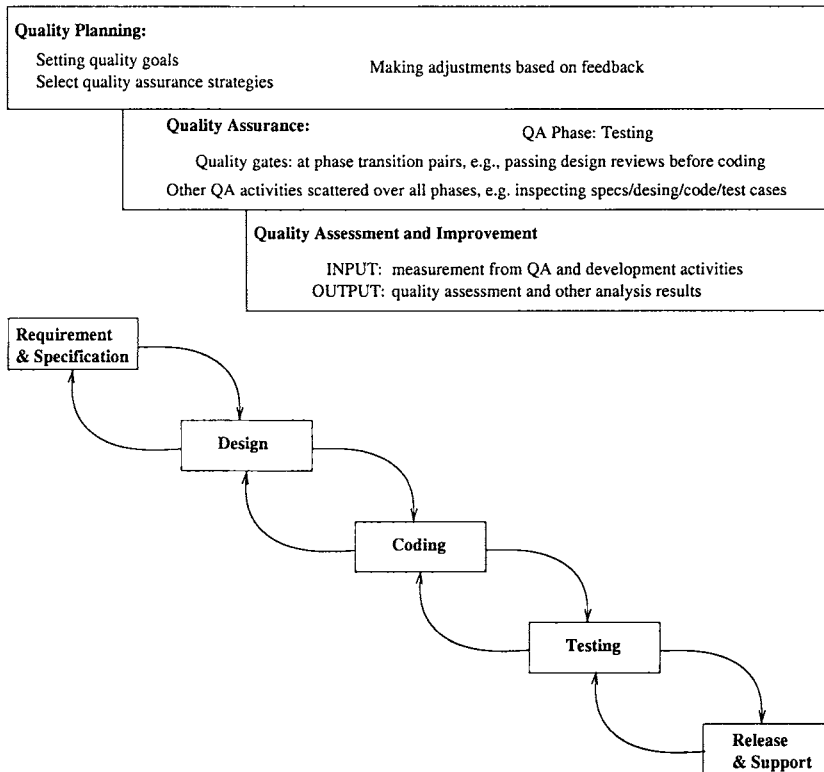 Quality Planning:
Setting quality goals
Select quality assurance strategies
Making adjustments based on feedback
Quality Assurance:
QA Phase: Testing
Quality gates: at phase transition pairs, e.g., passing design reviews before coding
Other QA activities scattered over all phases, e.g. inspecting specs/desing/code/test cases
Quality Assessment and Improvement
INPUT: measurement from QA and development activities
OUTPUT: quality assessment and other analysis results
Requirement
& Specification
Design
Coding
Testing
Release
& Support